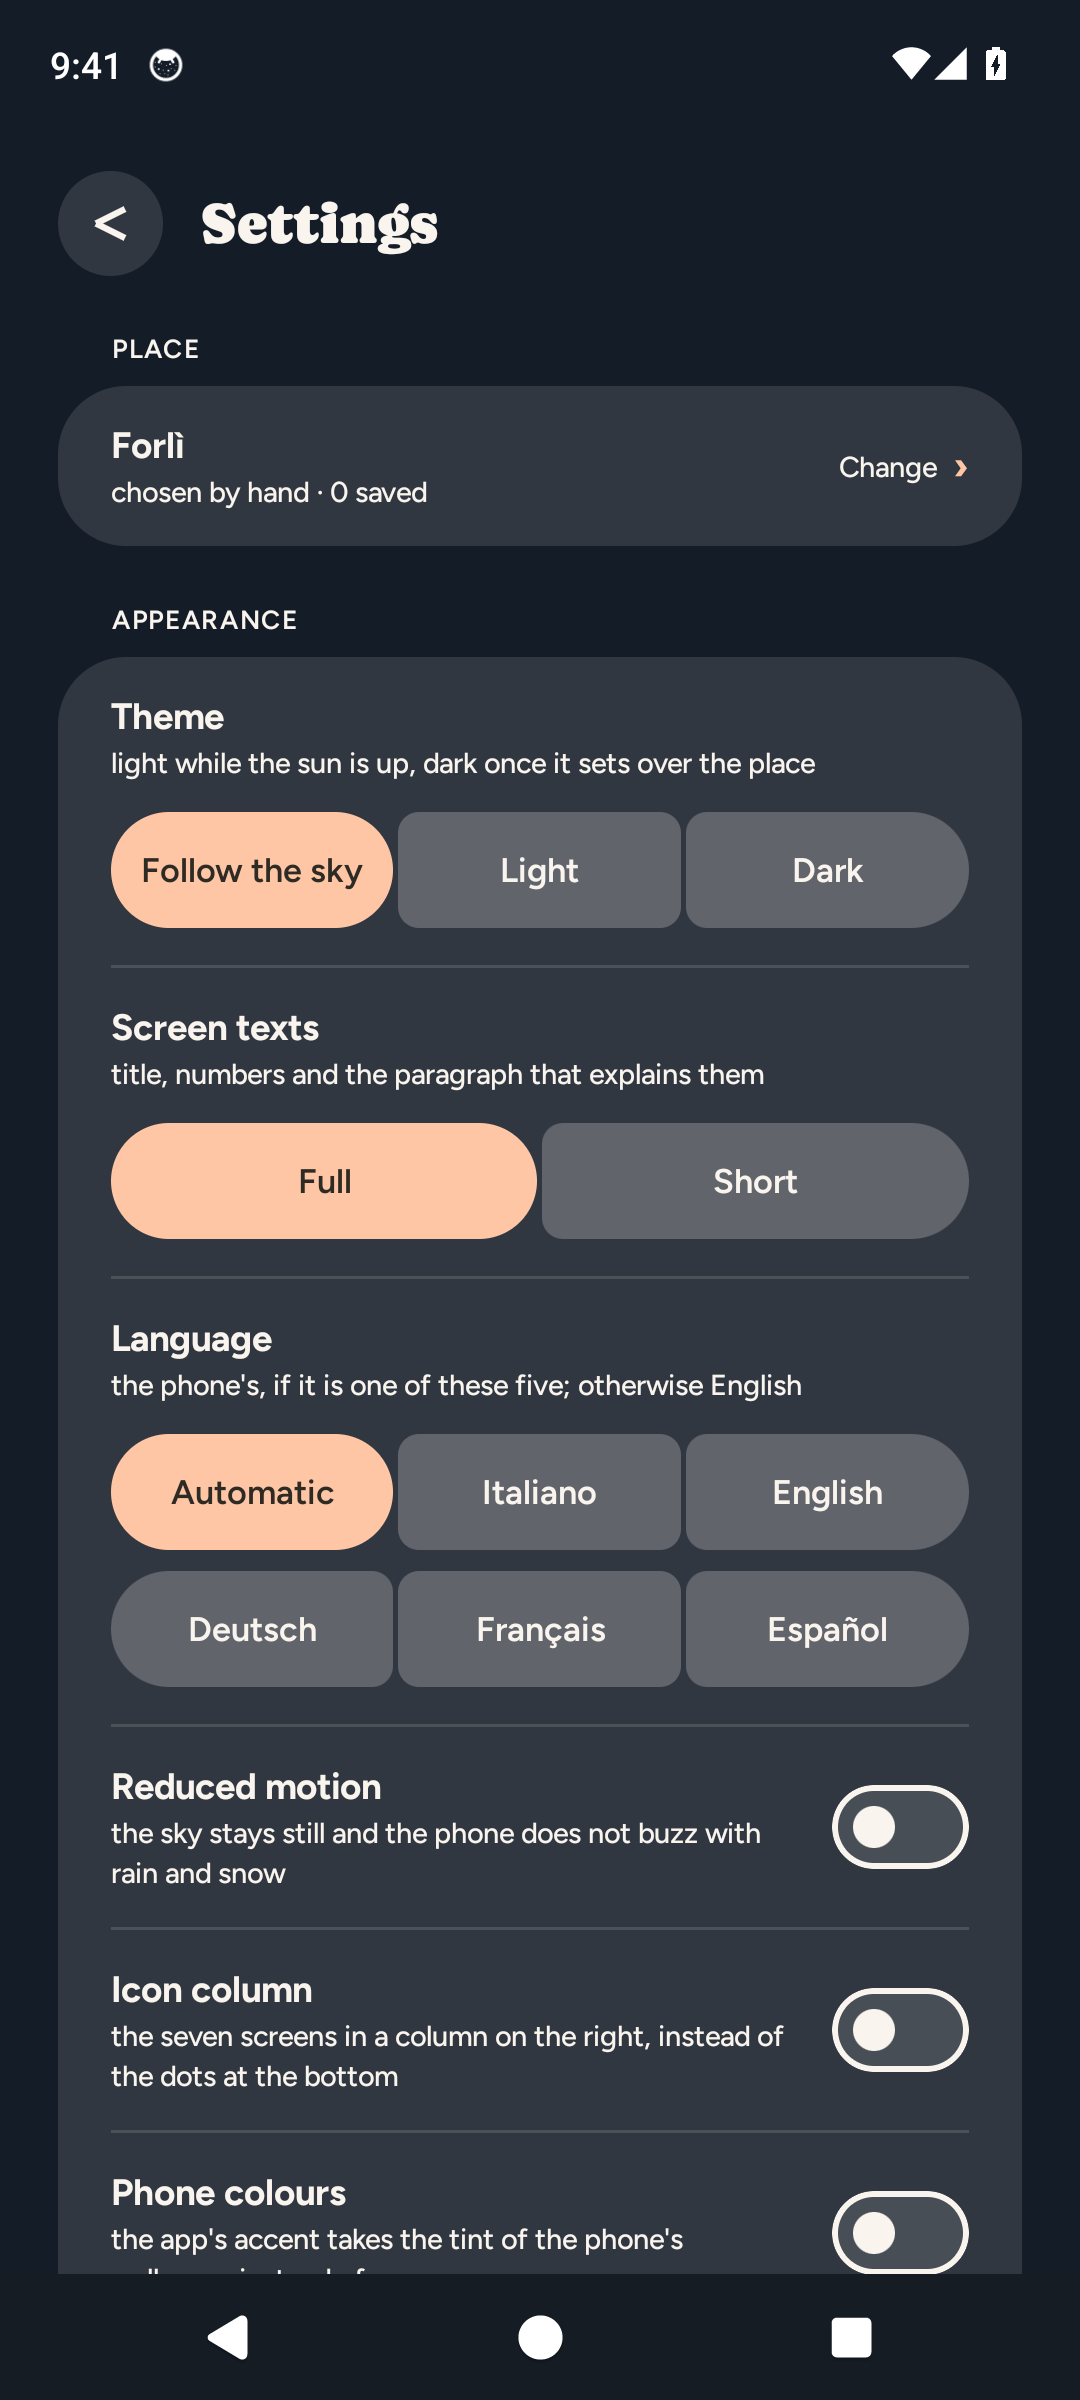 9:41
Settings
PLACE
Forlì
chosen by hand · 0 saved
Change ›
APPEARANCE
Theme
light while the sun is up, dark once it sets over the place
Follow the sky
Light
Dark
Screen texts
title, numbers and the paragraph that explains them
Full
Short
Language
the phone's, if it is one of these five; otherwise English
Automatic
Italiano
English
Deutsch
Français
Español
Reduced motion
the sky stays still and the phone does not buzz with
rain and snow
Icon column
the seven screens in a column on the right, instead of
the dots at the bottom
Phone colours
the app's accent takes the tint of the phone's